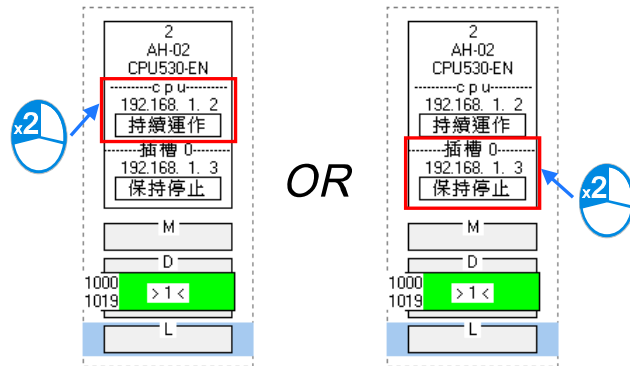 2
AH-02
CPU530-EN
--------c p u--------
192.168. 1. 2
持續運作
-------插槽 0-------
192.168. 1. 3
保持停止
M
D
1000
1019
> 1 <
L
x2
OR
2
AH-02
CPU530-EN
--------c p u--------
192.168. 1. 2
持續運作
-------插槽 0-------
192.168. 1. 3
保持停止
M
D
1000
1019
> 1 <
L
x2